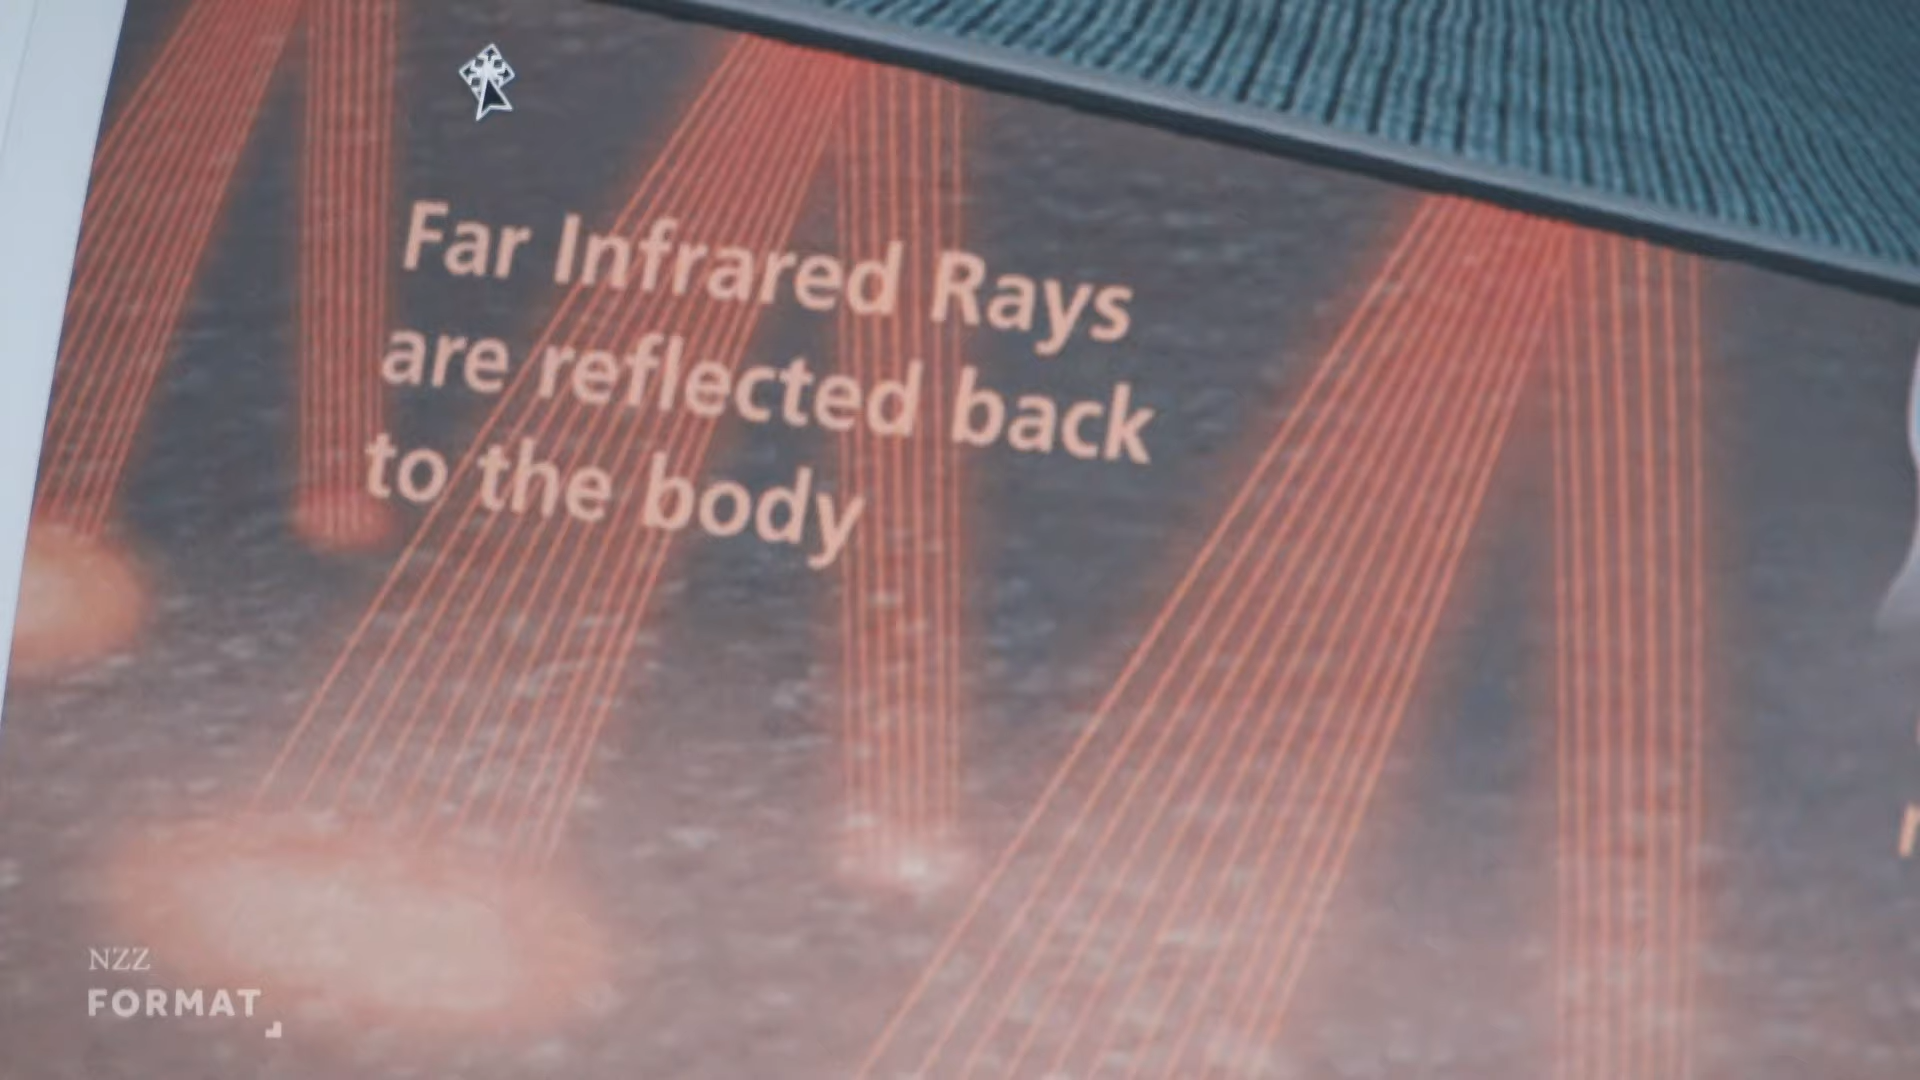 Far Infrared Rays
are reflected back
to the body
NZZ
FORMAT